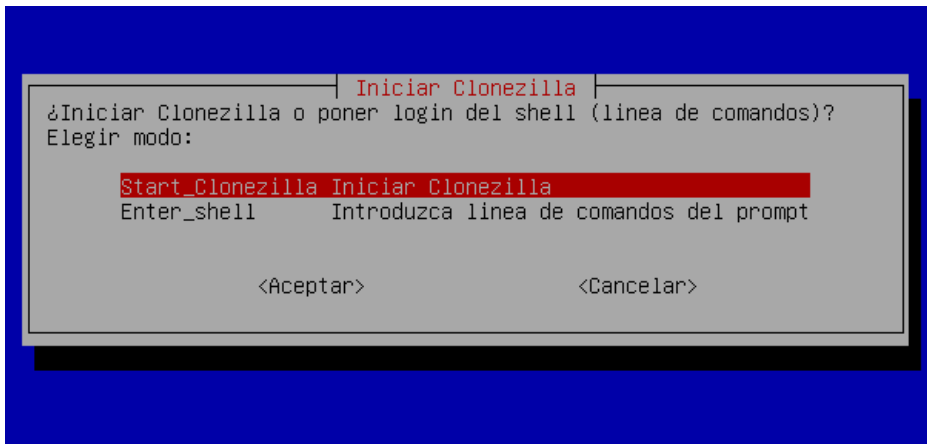 Iniciar Clonezilla
¿Iniciar Clonezilla o poner login del shell (linea de comandos)?
Elegir modo:
Start_Clonezilla Iniciar Clonezilla
Enter_shell Introduzca linea de comandos del prompt
<Aceptar> <Cancelar>